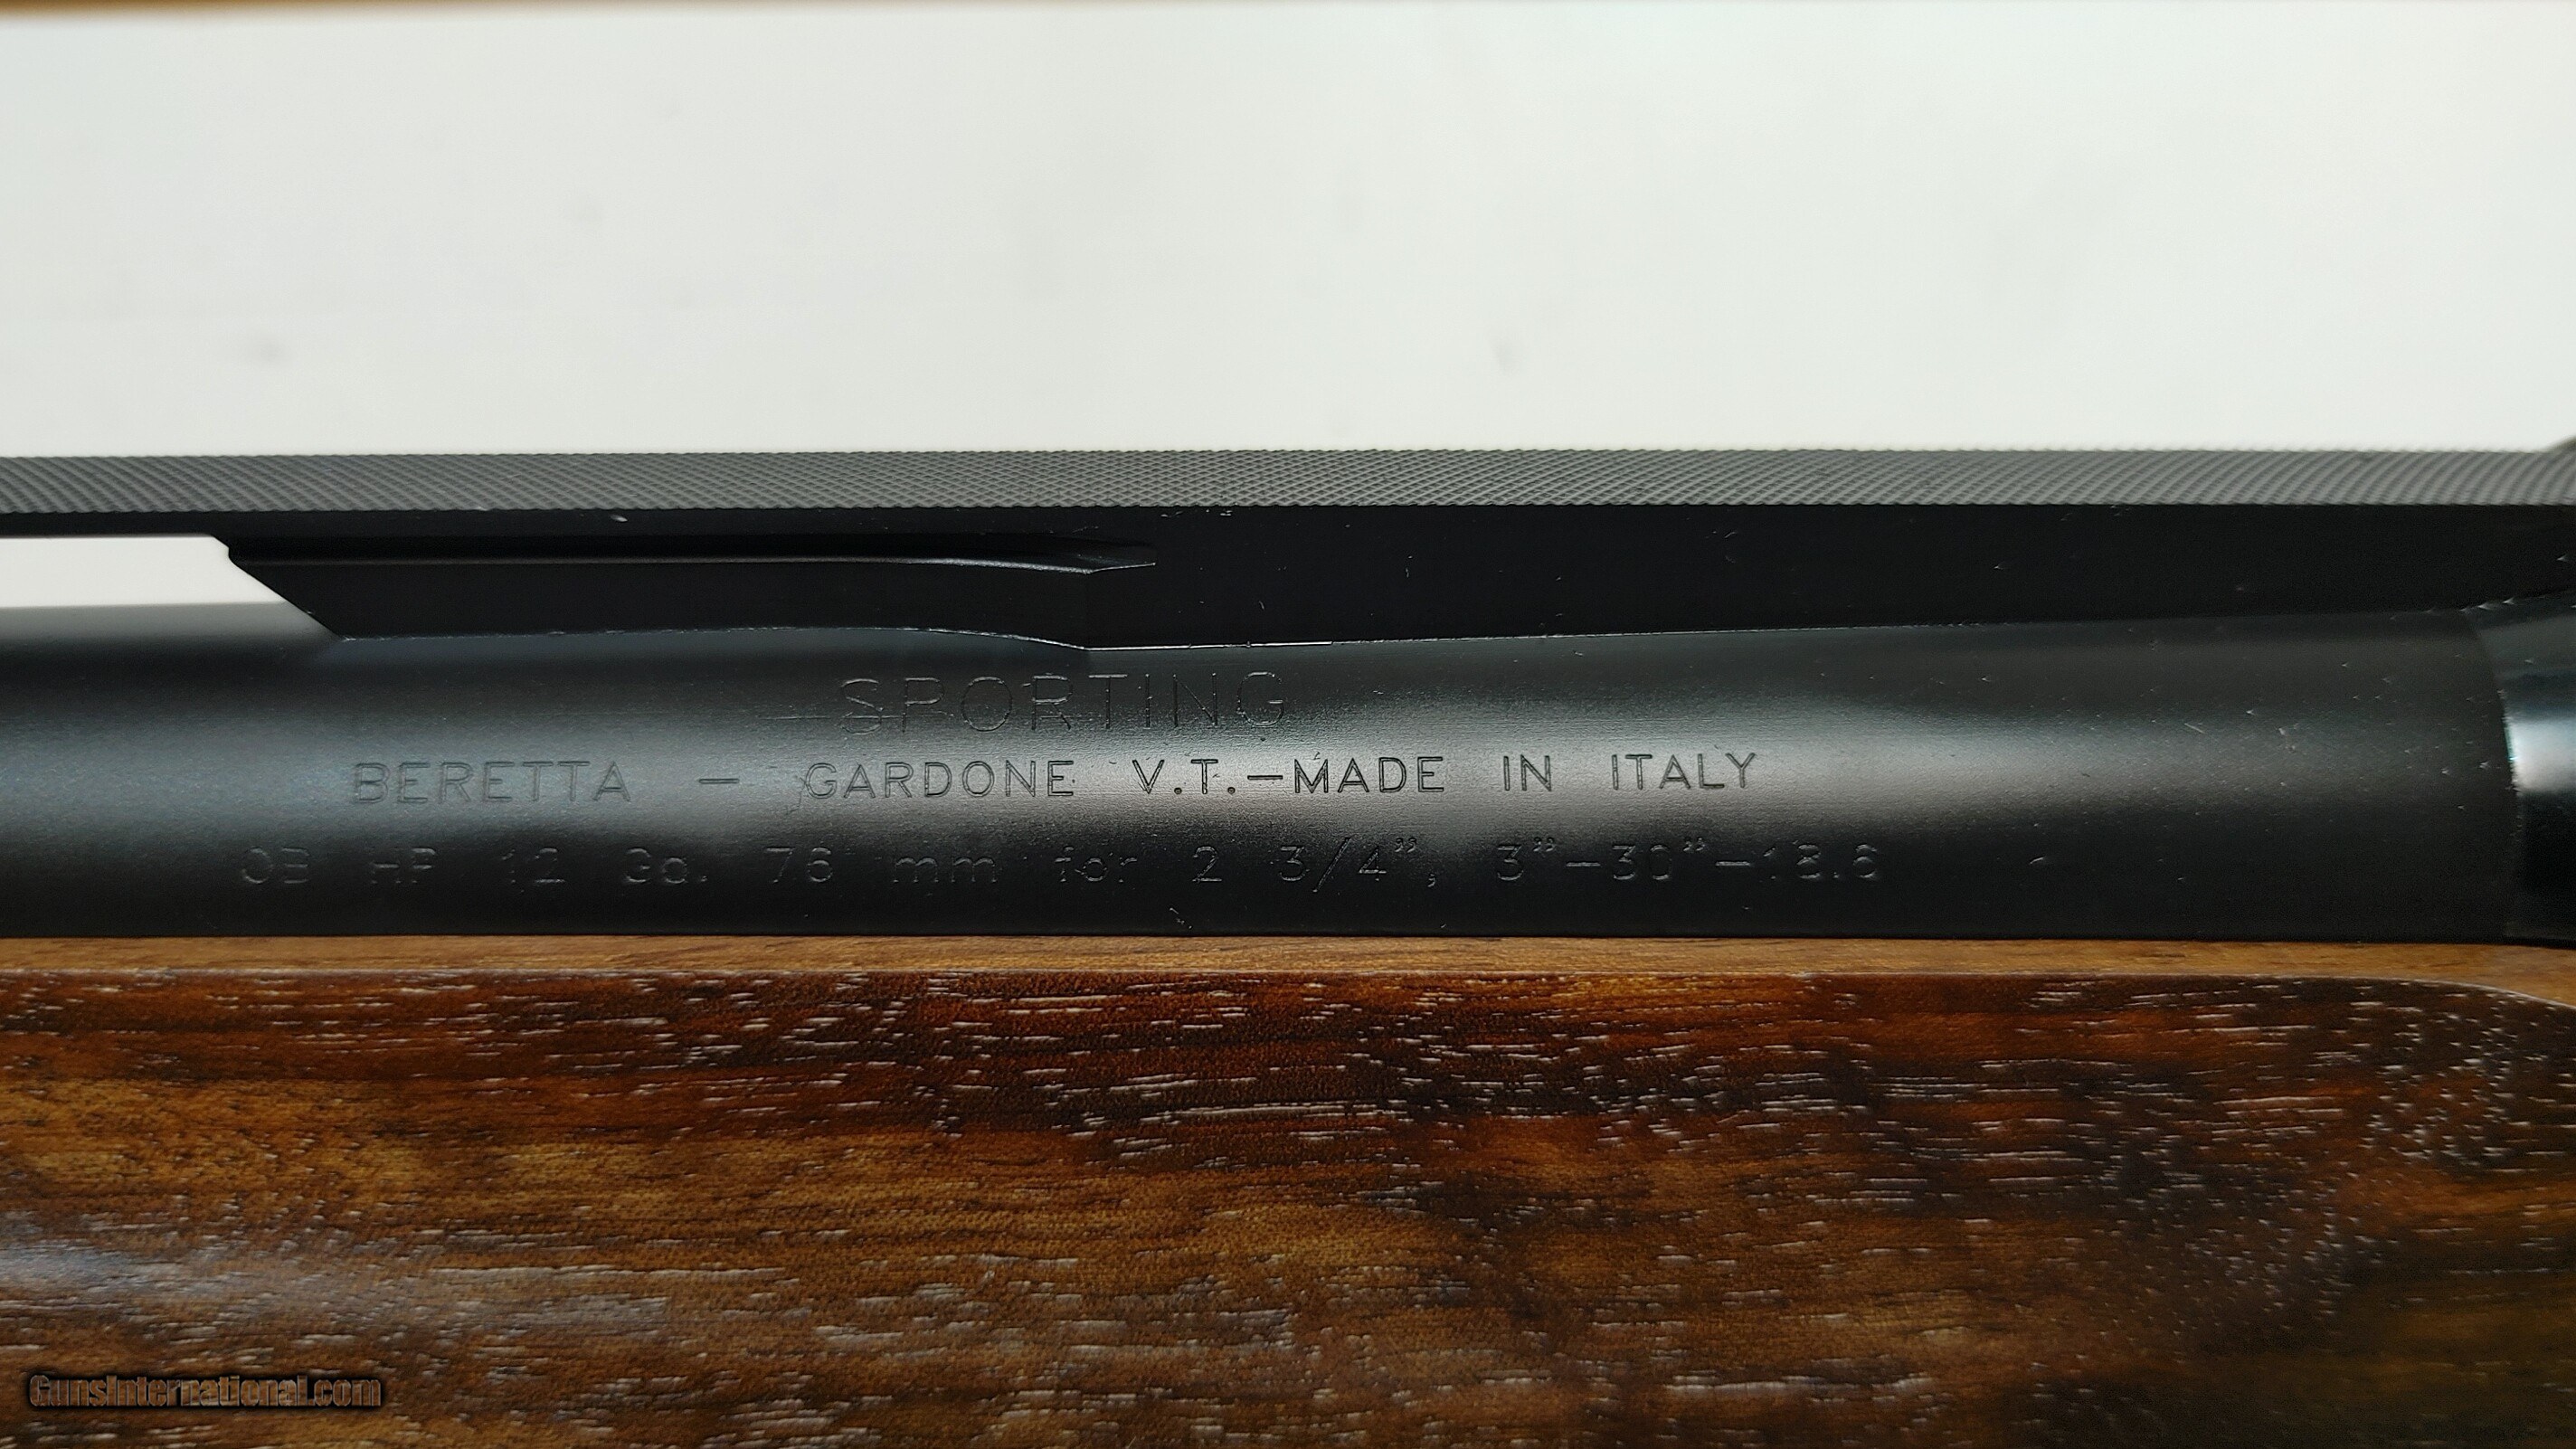 SPORTING
BERETTA - GARDONE V.T.-MADE IN ITALY
OB HP 12 Ga. 76 mm for 2 3/4", 3"-30"-18.6
GunsInternational.com